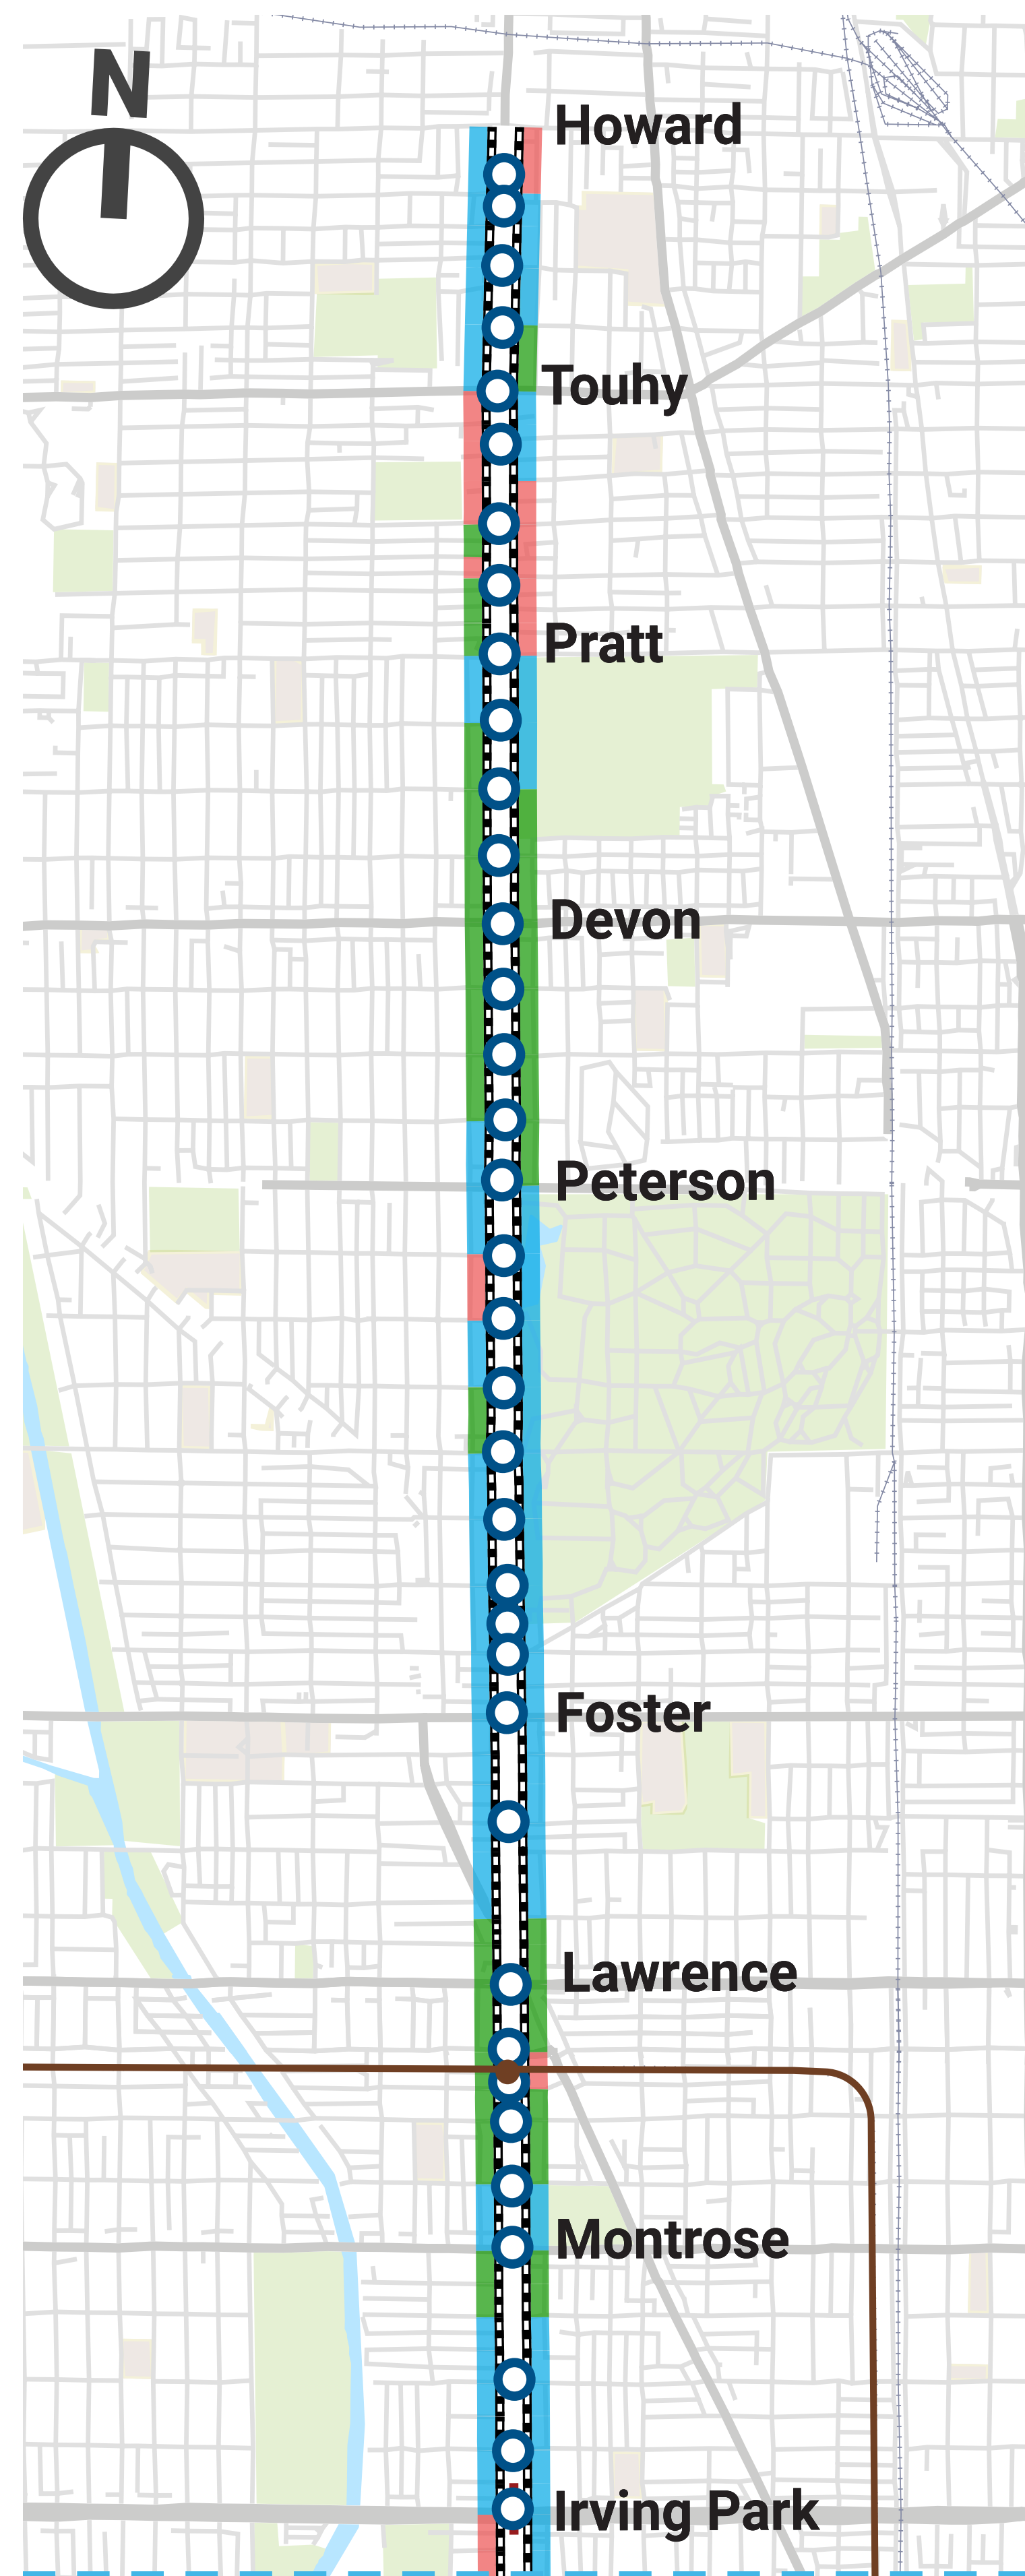 N
Howard
Touhy
Pratt
Devon
Peterson
Foster
Lawrence
Montrose
Irving Park